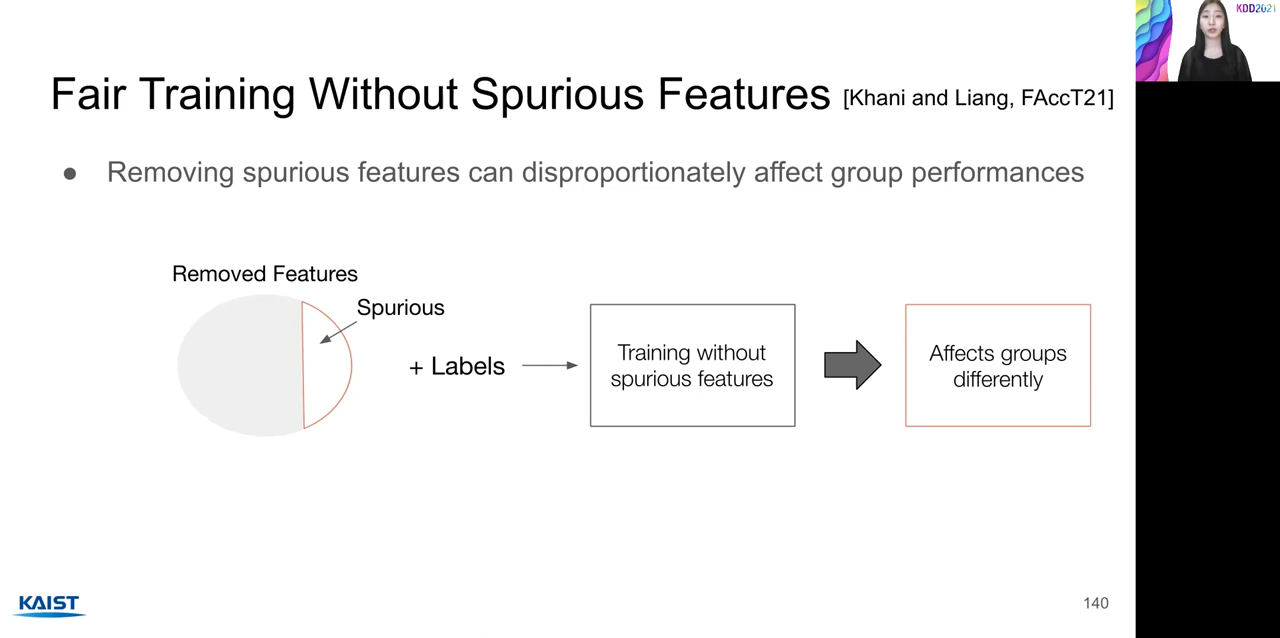 KDD2021
Fair Training Without Spurious Features [Khani and Liang, FAccT21]
● Removing spurious features can disproportionately affect group performances
Removed Features
Spurious
+ Labels
Training without
spurious features
Affects groups
differently
KAIST
140